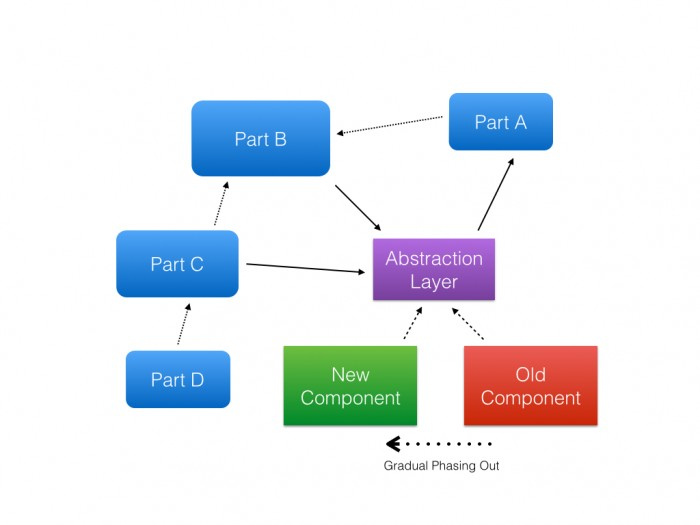 Part A
Part B
Part C
Abstraction
Layer
Part D
New
Component
Old
Component
Gradual Phasing Out